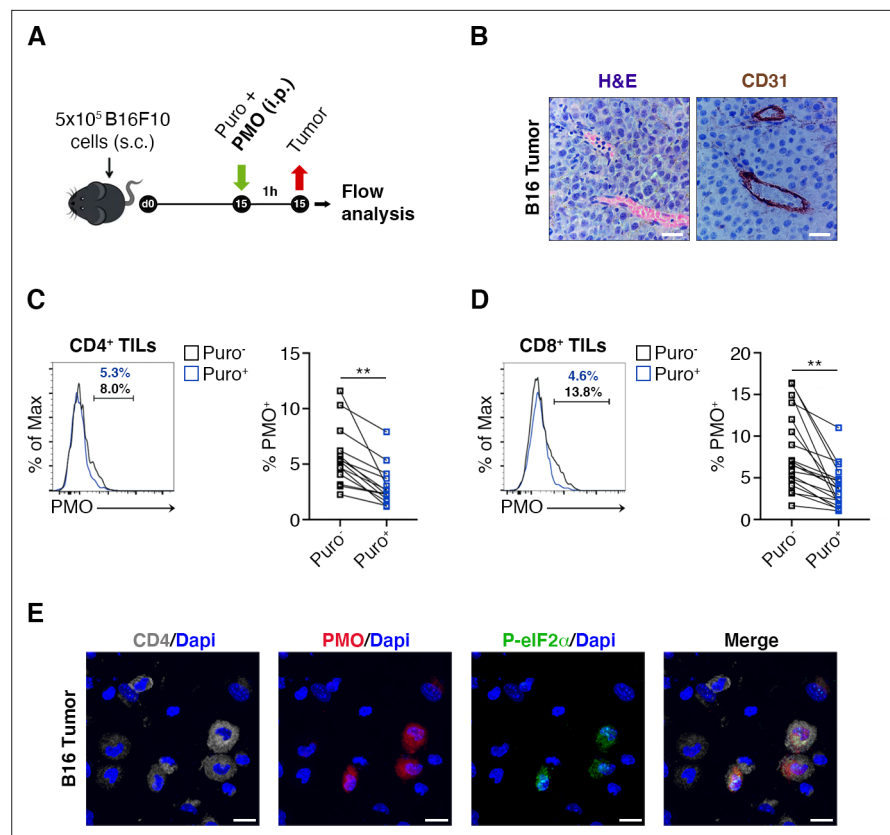 A
5x10⁵ B16F10
cells (s.c.)
Puro +
PMO (i.p.)
Tumor
1h
d0
15
15
Flow
analysis
B
H&E
CD31
B16 Tumor
C
CD4⁺ TILs
Puro⁻
Puro⁺
5.3%
8.0%
% of Max
PMO
15
10
5
0
% PMO⁺
**
Puro⁻
Puro⁺
D
CD8⁺ TILs
Puro⁻
Puro⁺
4.6%
13.8%
% of Max
PMO
20
15
10
5
0
% PMO⁺
**
Puro⁻
Puro⁺
E
CD4/Dapi
PMO/Dapi
P-eIF2α/Dapi
Merge
B16 Tumor